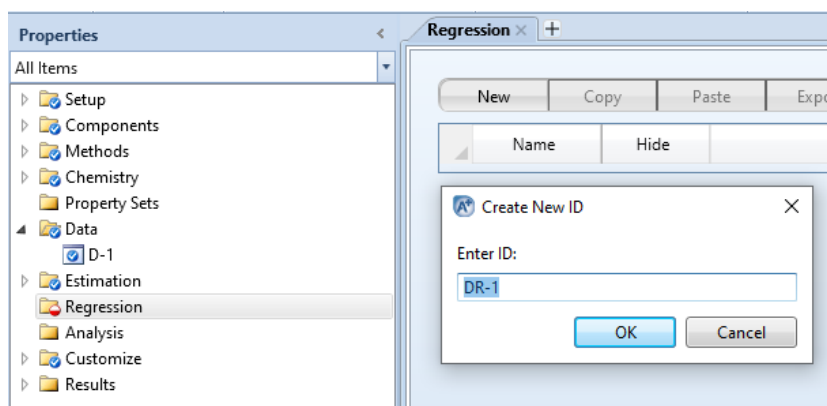 Properties
<
All Items
Setup
Components
Methods
Chemistry
Property Sets
Data
D-1
Estimation
Regression
Analysis
Customize
Results
Regression × +
New Copy Paste Expo
Name Hide
A+ Create New ID
Enter ID:
DR-1
OK Cancel